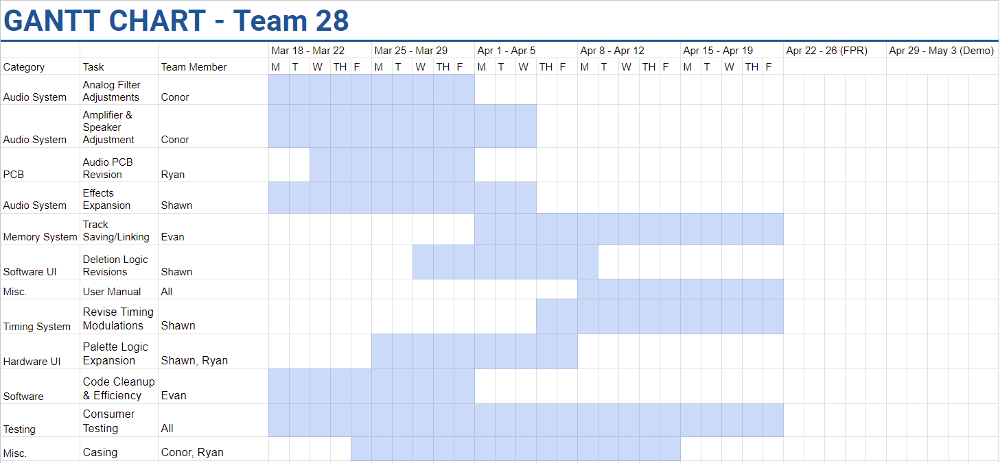 GANTT CHART - Team 28
Mar 18 - Mar 22 Mar 25 - Mar 29 Apr 1 - Apr 5 Apr 8 - Apr 12 Apr 15 - Apr 19 Apr 22 - 26 (FPR) Apr 29 - May 3 (Demo)
Category Task Team Member M T W TH F M T W TH F M T W TH F M T W TH F M T W TH F
Analog Filter
Audio System Adjustments Conor
Amplifier &
Speaker
Audio System Adjustment Conor
Audio PCB
PCB Revision Ryan
Effects
Audio System Expansion Shawn
Track
Memory System Saving/Linking Evan
Deletion Logic
Software UI Revisions Shawn
Misc. User Manual All
Revise Timing
Timing System Modulations Shawn
Palette Logic
Hardware UI Expansion Shawn, Ryan
Code Cleanup
Software & Efficiency Evan
Consumer
Testing Testing All
Misc. Casing Conor, Ryan